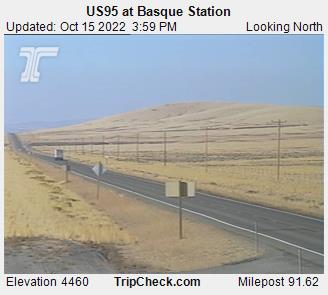 US95 at Basque Station
Updated: Oct 15 2022 3:59 PM Looking North
Elevation 4460 TripCheck.com Milepost 91.62